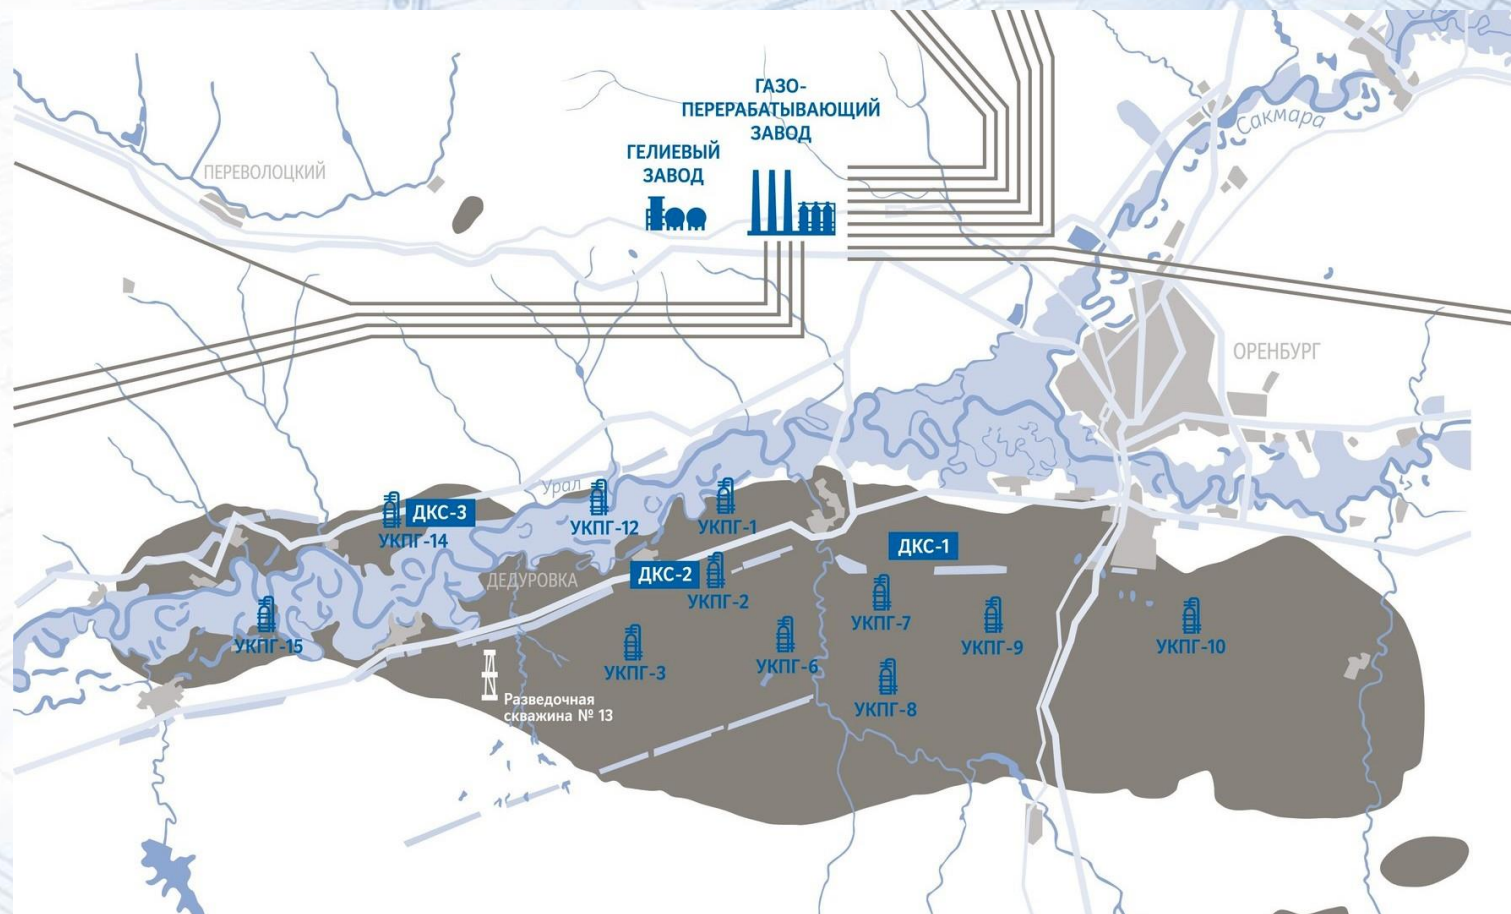 ГАЗО-
ПЕРЕРАБАТЫВАЮЩИЙ
ЗАВОД
Сакмара
ГЕЛИЕВЫЙ
ЗАВОД
ПЕРЕВОЛОЦКИЙ
ОРЕНБУРГ
Урал
ДКС-3
УКПГ-12
УКПГ-1
УКПГ-14
ДКС-1
ДЕДУРОВКА
ДКС-2
УКПГ-2
УКПГ-7
УКПГ-15
УКПГ-9
УКПГ-10
УКПГ-6
УКПГ-3
Разведочная
скважина № 13
УКПГ-8